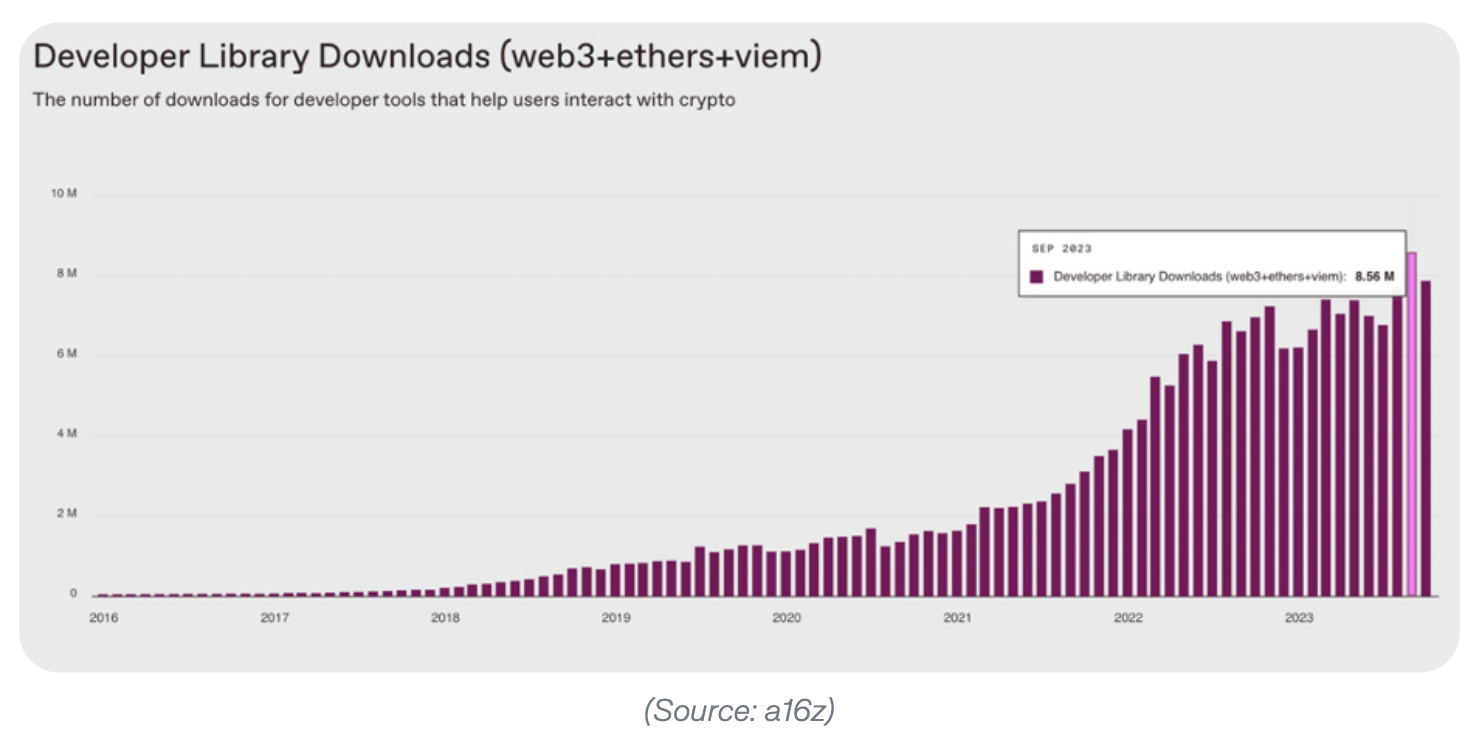 Developer Library Downloads (web3+ethers+viem)
The number of downloads for developer tools that help users interact with crypto
10 M
SEP 2023
8 M
Developer Library Downloads (web3+ethers+viem): 8.56 M
6 M
4 M
2 M
0
2016 2017 2018 2019 2020 2021 2022 2023
(Source: a16z)